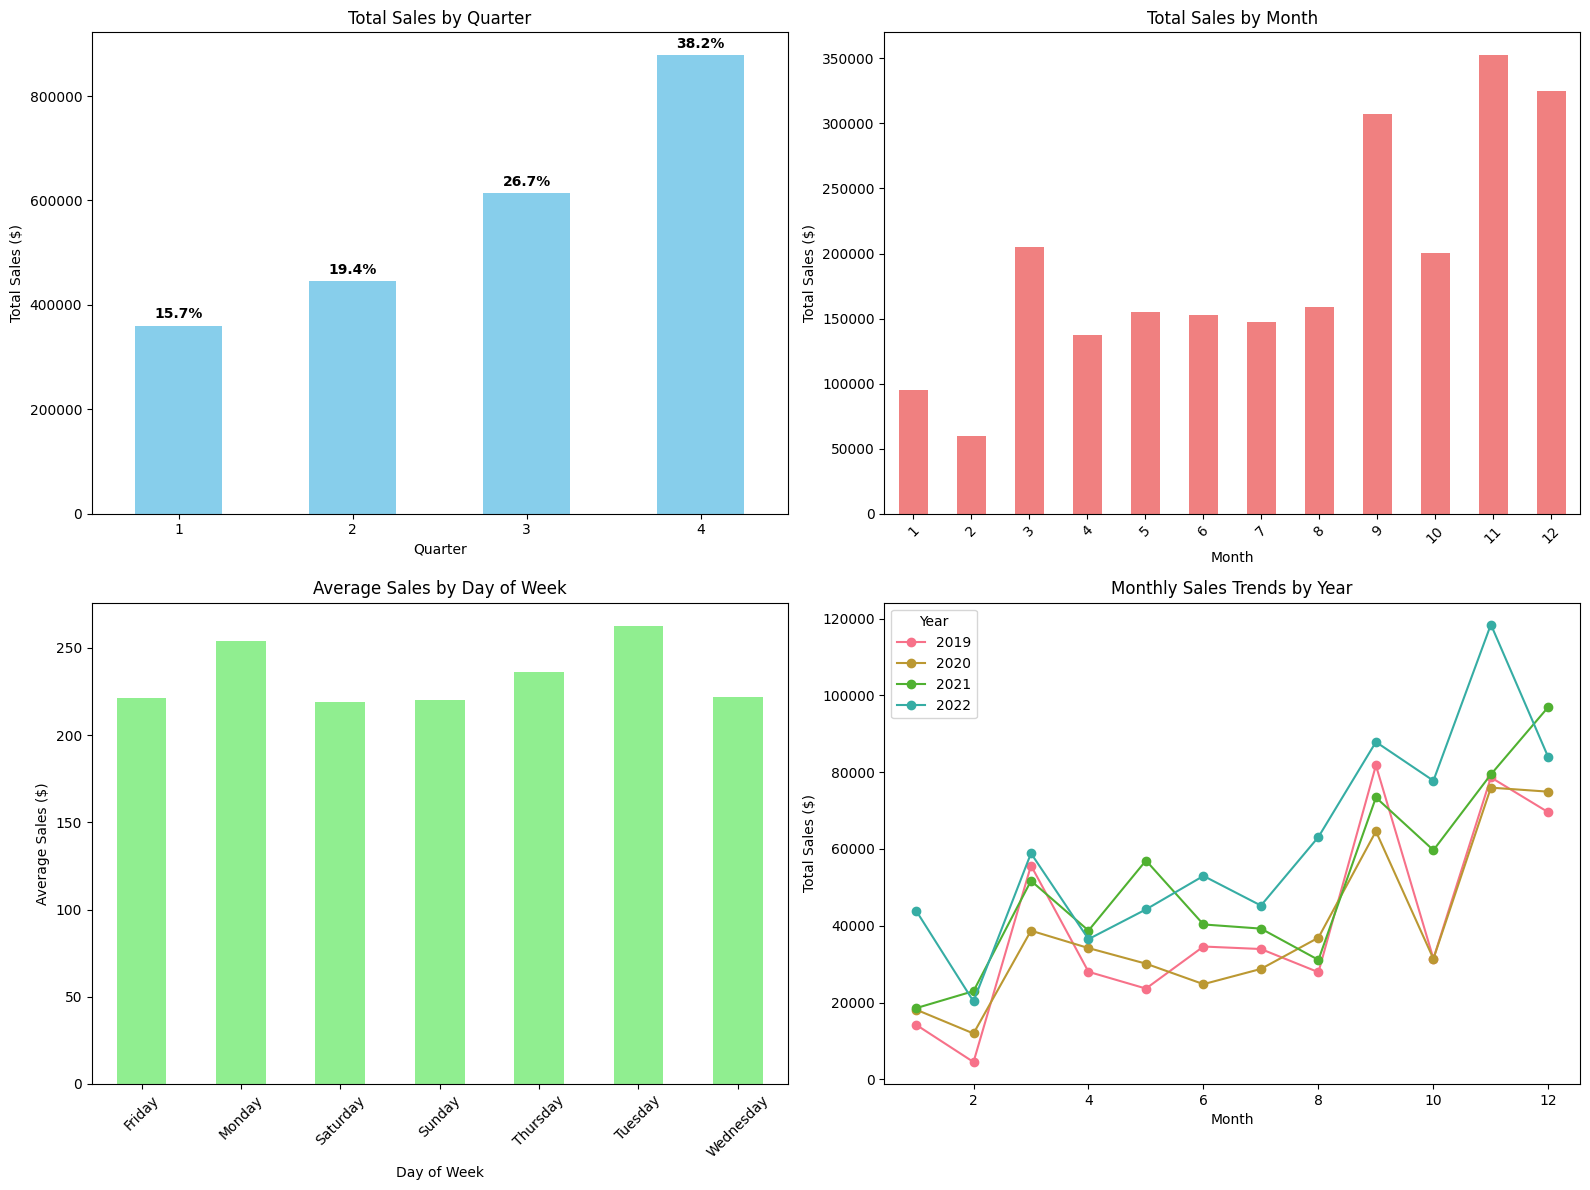 Total Sales by Quarter
Total Sales ($)
800000
600000
400000
200000
0
15.7%
19.4%
26.7%
38.2%
1 2 3 4
Quarter
Total Sales by Month
Total Sales ($)
350000
300000
250000
200000
150000
100000
50000
0
1 2 3 4 5 6 7 8 9 10 11 12
Month
Average Sales by Day of Week
Average Sales ($)
250
200
150
100
50
0
Friday Monday Saturday Sunday Thursday Tuesday Wednesday
Day of Week
Monthly Sales Trends by Year
Total Sales ($)
120000
100000
80000
60000
40000
20000
0
Year
2019
2020
2021
2022
2 4 6 8 10 12
Month